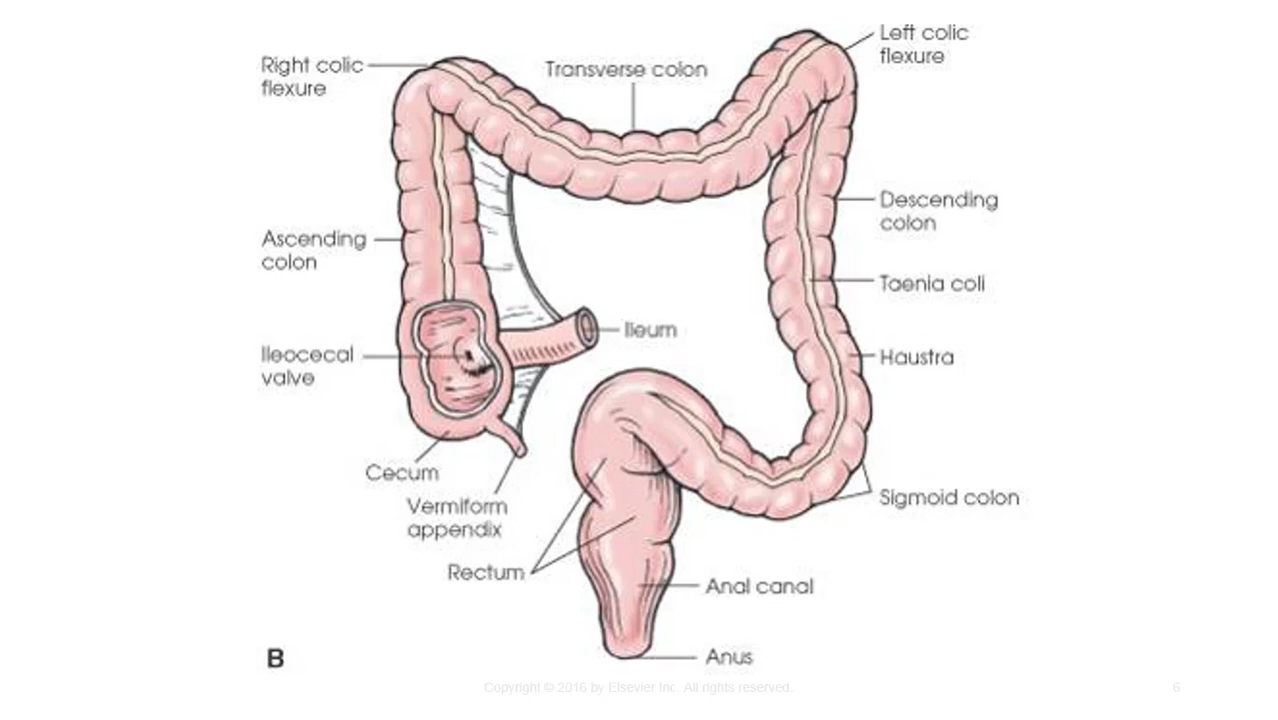 Right colic
flexure
Transverse colon
Left colic
flexure
Descending
colon
Ascending
colon
Taenia coli
Ileum
Ileocecal
valve
Haustra
Cecum
Vermiform
appendix
Sigmoid colon
Rectum
Anal canal
B
Anus
Copyright © 2016 by Elsevier Inc. All rights reserved.
6